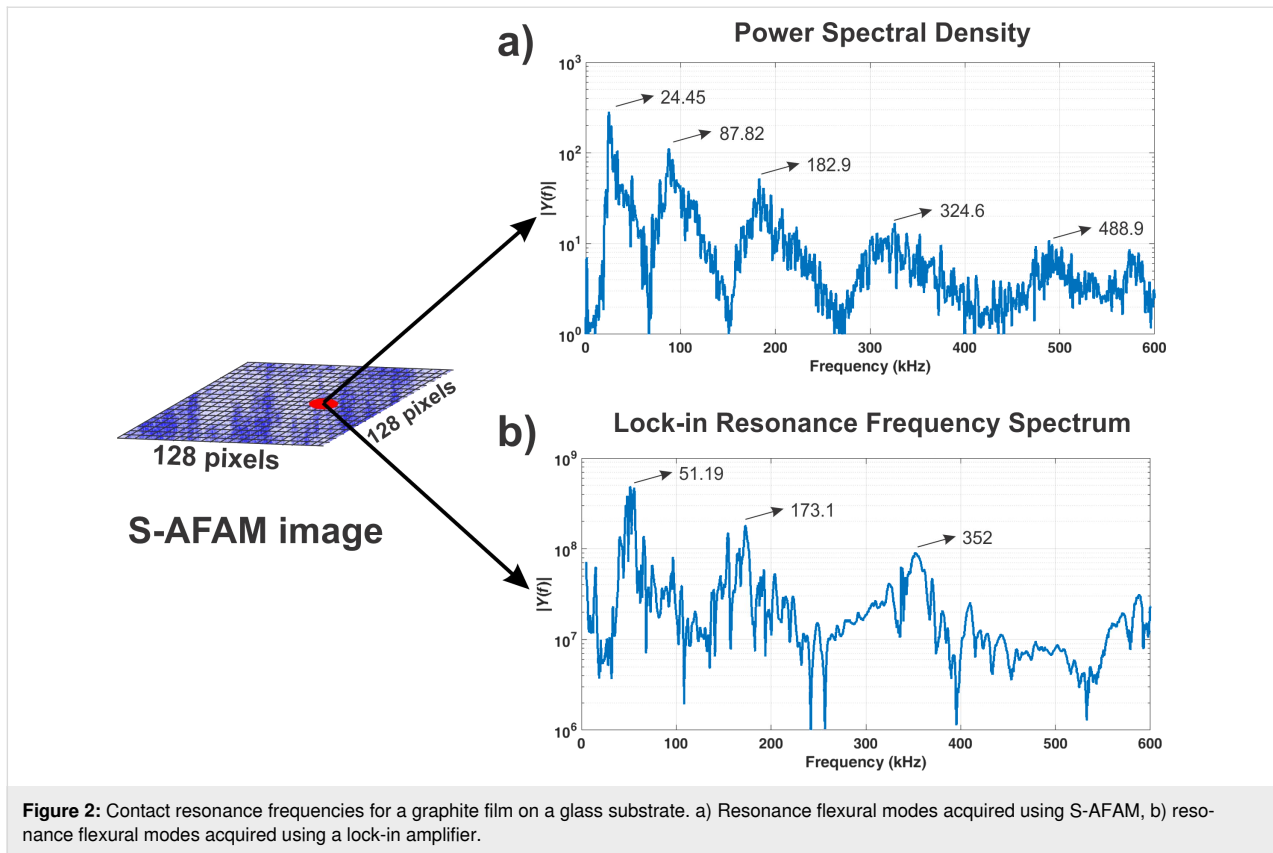 a)
Power Spectral Density
10³
10²
10¹
10⁰
|Y(f)|
24.45
87.82
182.9
324.6
488.9
0 100 200 300 400 500 600
Frequency (kHz)
128 pixels
128 pixels
S-AFAM image
b)
Lock-in Resonance Frequency Spectrum
10⁹
10⁸
10⁷
10⁶
|Y(f)|
51.19
173.1
352
0 100 200 300 400 500 600
Frequency (kHz)
Figure 2: Contact resonance frequencies for a graphite film on a glass substrate. a) Resonance flexural modes acquired using S-AFAM, b) reso-
nance flexural modes acquired using a lock-in amplifier.